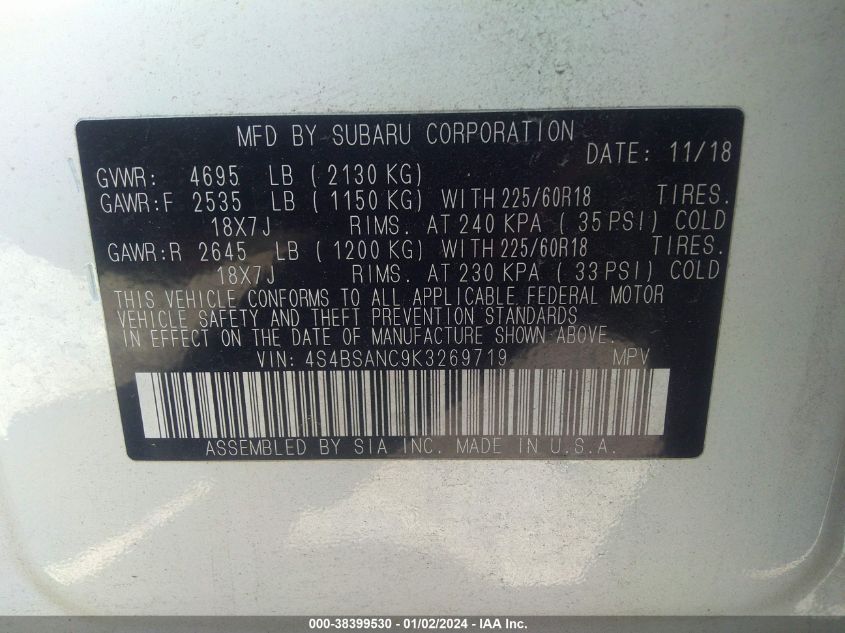 MFD BY SUBARU CORPORATION
DATE: 11/18
GVWR: 4695 LB ( 2130 KG)
GAWR:F 2535 LB ( 1150 KG) WITH 225/60R18 TIRES.
18X7J RIMS. AT 240 KPA ( 35 PSI) COLD
GAWR:R 2645 LB ( 1200 KG) WITH 225/60R18 TIRES.
18X7J RIMS. AT 230 KPA ( 33 PSI) COLD
THIS VEHICLE CONFORMS TO ALL APPLICABLE FEDERAL MOTOR
VEHICLE SAFETY AND THEFT PREVENTION STANDARDS
IN EFFECT ON THE DATE OF MANUFACTURE SHOWN ABOVE.
VIN: 4S4BSANC9K3269719 MPV
ASSEMBLED BY SIA INC. MADE IN U.S.A.
000-38399530 - 01/02/2024 - IAA Inc.